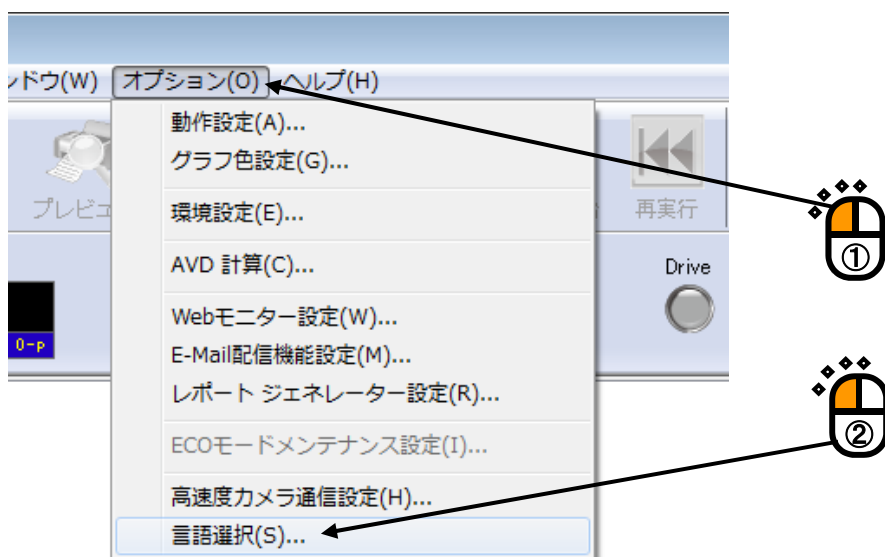 ンドウ(W) オプション(O) ヘルプ(H)
動作設定(A)...
グラフ色設定(G)...
プレビュ
再実行
環境設定(E)...
AVD 計算(C)...
Drive
Webモニター設定(W)...
0-p
E-Mail配信機能設定(M)...
レポート ジェネレーター設定(R)...
ECOモードメンテナンス設定(I)...
高速度カメラ通信設定(H)...
言語選択(S)...
①
②